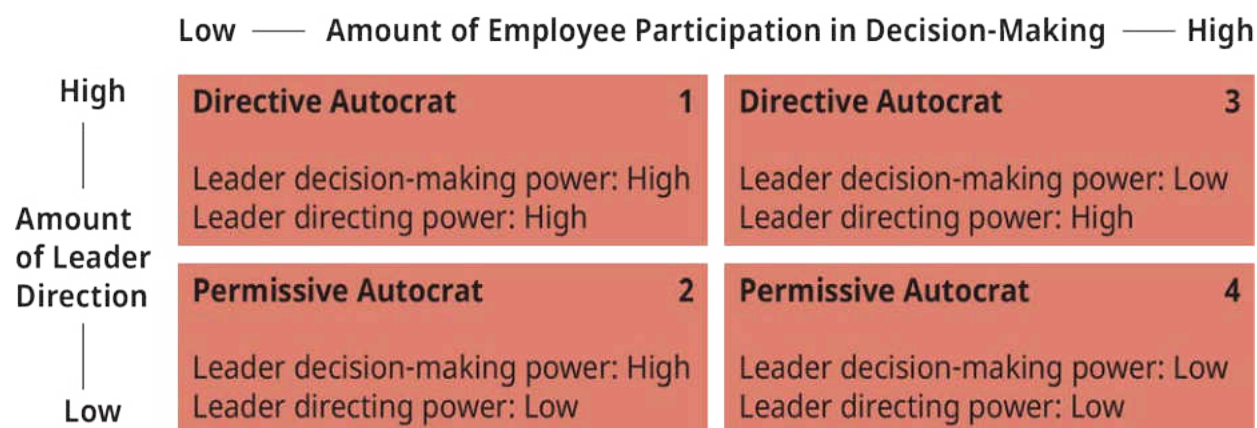 Low — Amount of Employee Participation in Decision-Making — High
High
Amount
of Leader
Direction
Low
Directive Autocrat 1
Leader decision-making power: High
Leader directing power: High
Directive Autocrat 3
Leader decision-making power: Low
Leader directing power: High
Permissive Autocrat 2
Leader decision-making power: High
Leader directing power: Low
Permissive Autocrat 4
Leader decision-making power: Low
Leader directing power: Low